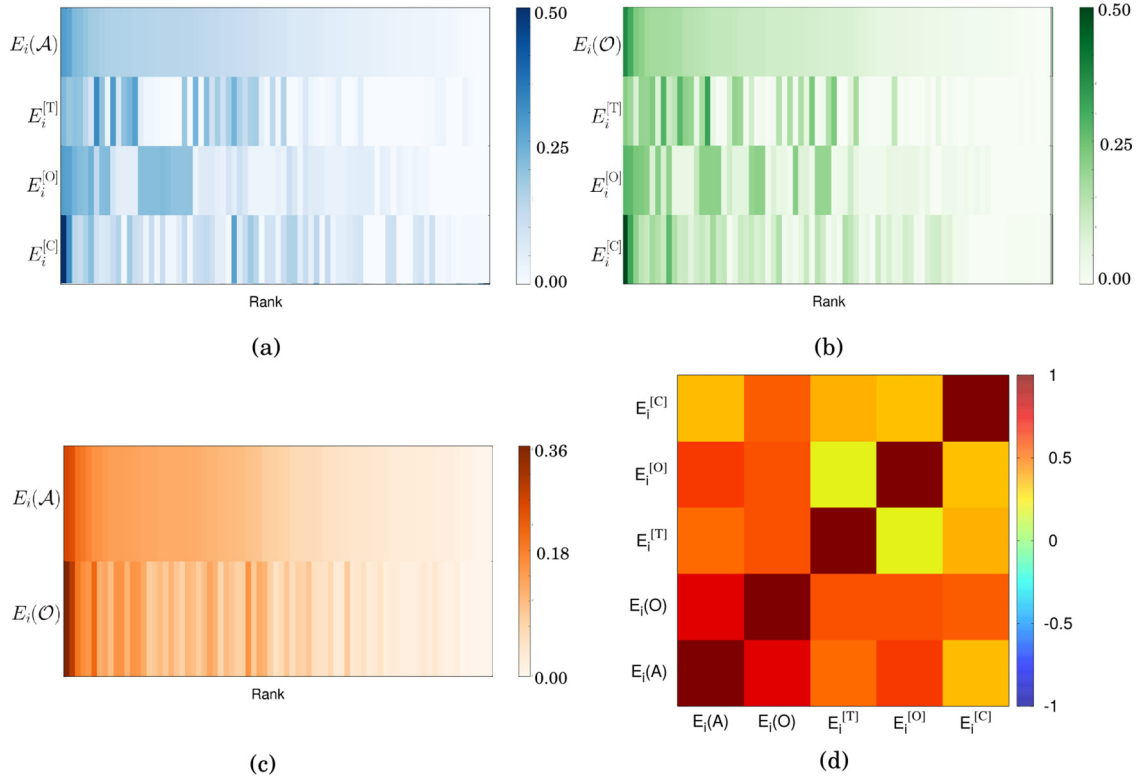 0.50
E_i(𝒜)
E_i^[T]
0.25
E_i^[O]
E_i^[C]
0.00
Rank
(a)
0.50
E_i(𝒪)
E_i^[T]
0.25
E_i^[O]
E_i^[C]
0.00
Rank
(b)
0.36
E_i(𝒜)
0.18
E_i(𝒪)
0.00
Rank
(c)
1
E_i^[C]
0.5
E_i^[O]
E_i^[T]
0
E_i(O)
-0.5
E_i(A)
-1
E_i(A) E_i(O) E_i^[T] E_i^[O] E_i^[C]
(d)